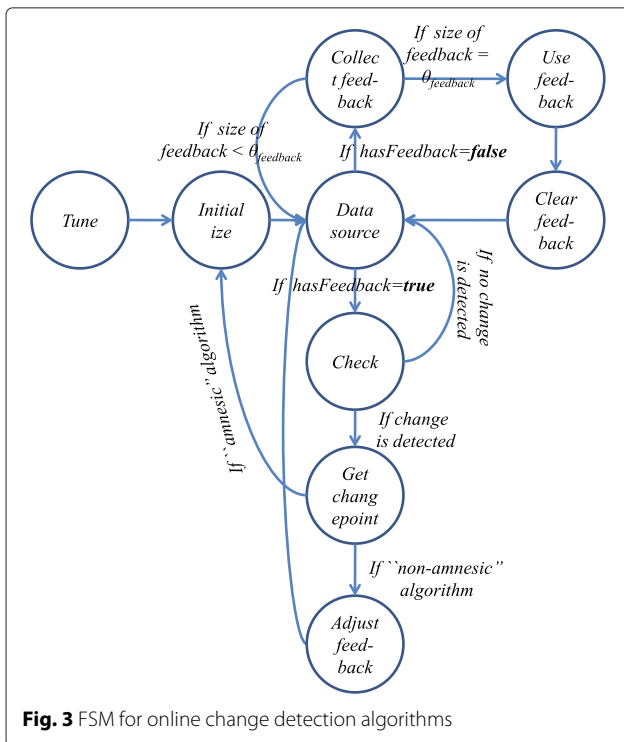 Collec
t feed-
back
If size of
feedback =
θfeedback
Use
feed-
back
If size of
feedback < θfeedback
If hasFeedback=false
Tune
Initial
ize
Data
source
Clear
feed-
back
If no change
is detected
If hasFeedback=true
If ``amnesic” algorithm
Check
If change
is detected
Get
chang
epoint
If ``non-amnesic”
algorithm
Adjust
feed-
back
Fig. 3 FSM for online change detection algorithms